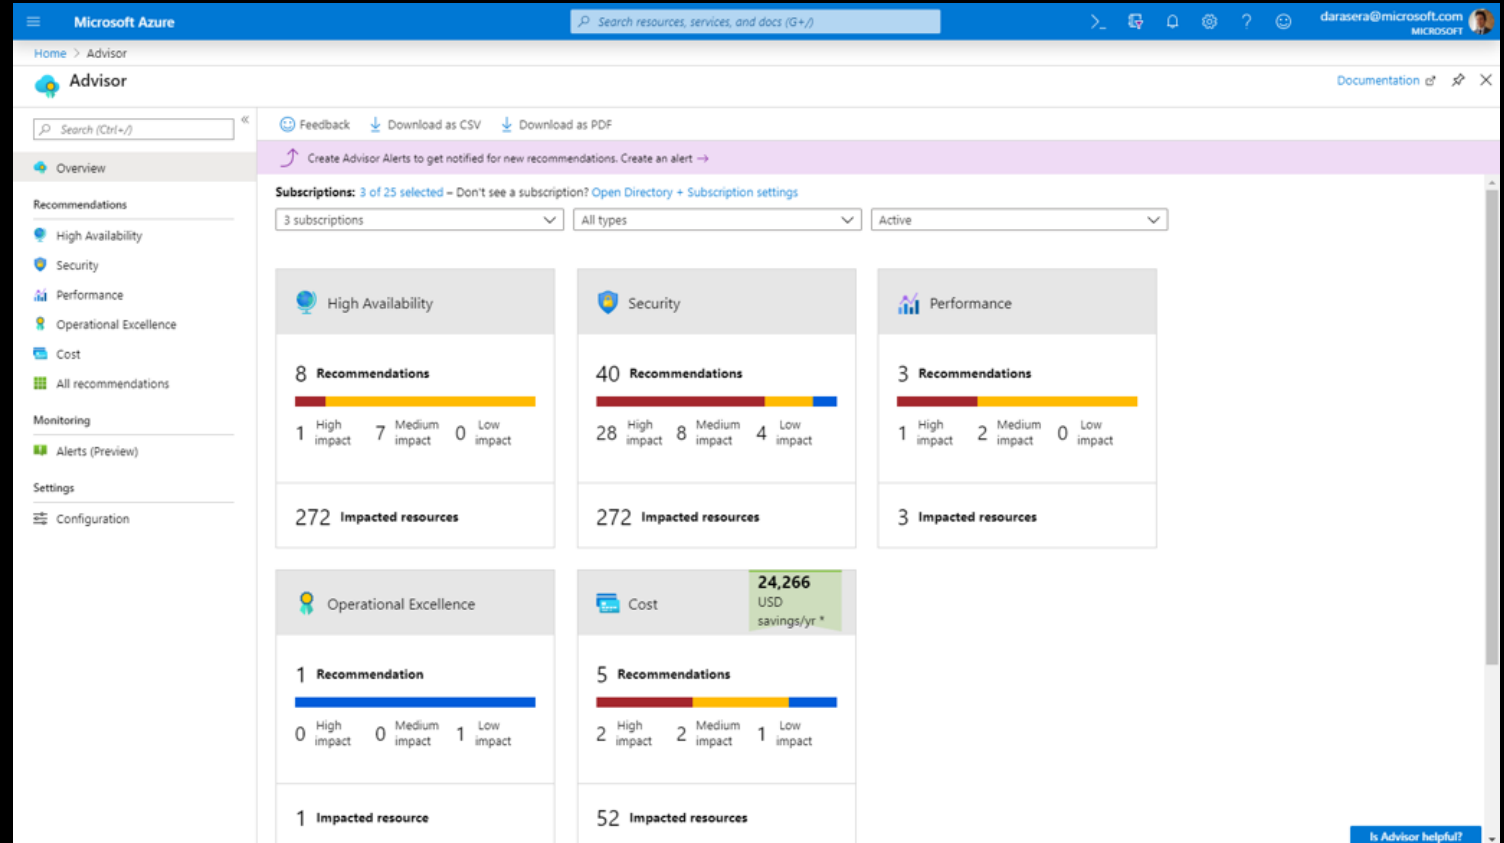 Microsoft Azure
Search resources, services, and docs (G+/)
darasera@microsoft.com
MICROSOFT
Home > Advisor
Advisor
Documentation
Search (Ctrl+/)
Overview
Recommendations
High Availability
Security
Performance
Operational Excellence
Cost
All recommendations
Monitoring
Alerts (Preview)
Settings
Configuration
Feedback
Download as CSV
Download as PDF
Create Advisor Alerts to get notified for new recommendations. Create an alert →
Subscriptions: 3 of 25 selected – Don't see a subscription? Open Directory + Subscription settings
3 subscriptions
All types
Active
High Availability
8 Recommendations
1 High impact 7 Medium impact 0 Low impact
272 Impacted resources
Security
40 Recommendations
28 High impact 8 Medium impact 4 Low impact
272 Impacted resources
Performance
3 Recommendations
1 High impact 2 Medium impact 0 Low impact
3 Impacted resources
Operational Excellence
1 Recommendation
0 High impact 0 Medium impact 1 Low impact
1 Impacted resource
Cost
24,266
USD
savings/yr *
5 Recommendations
2 High impact 2 Medium impact 1 Low impact
52 Impacted resources
Is Advisor helpful?